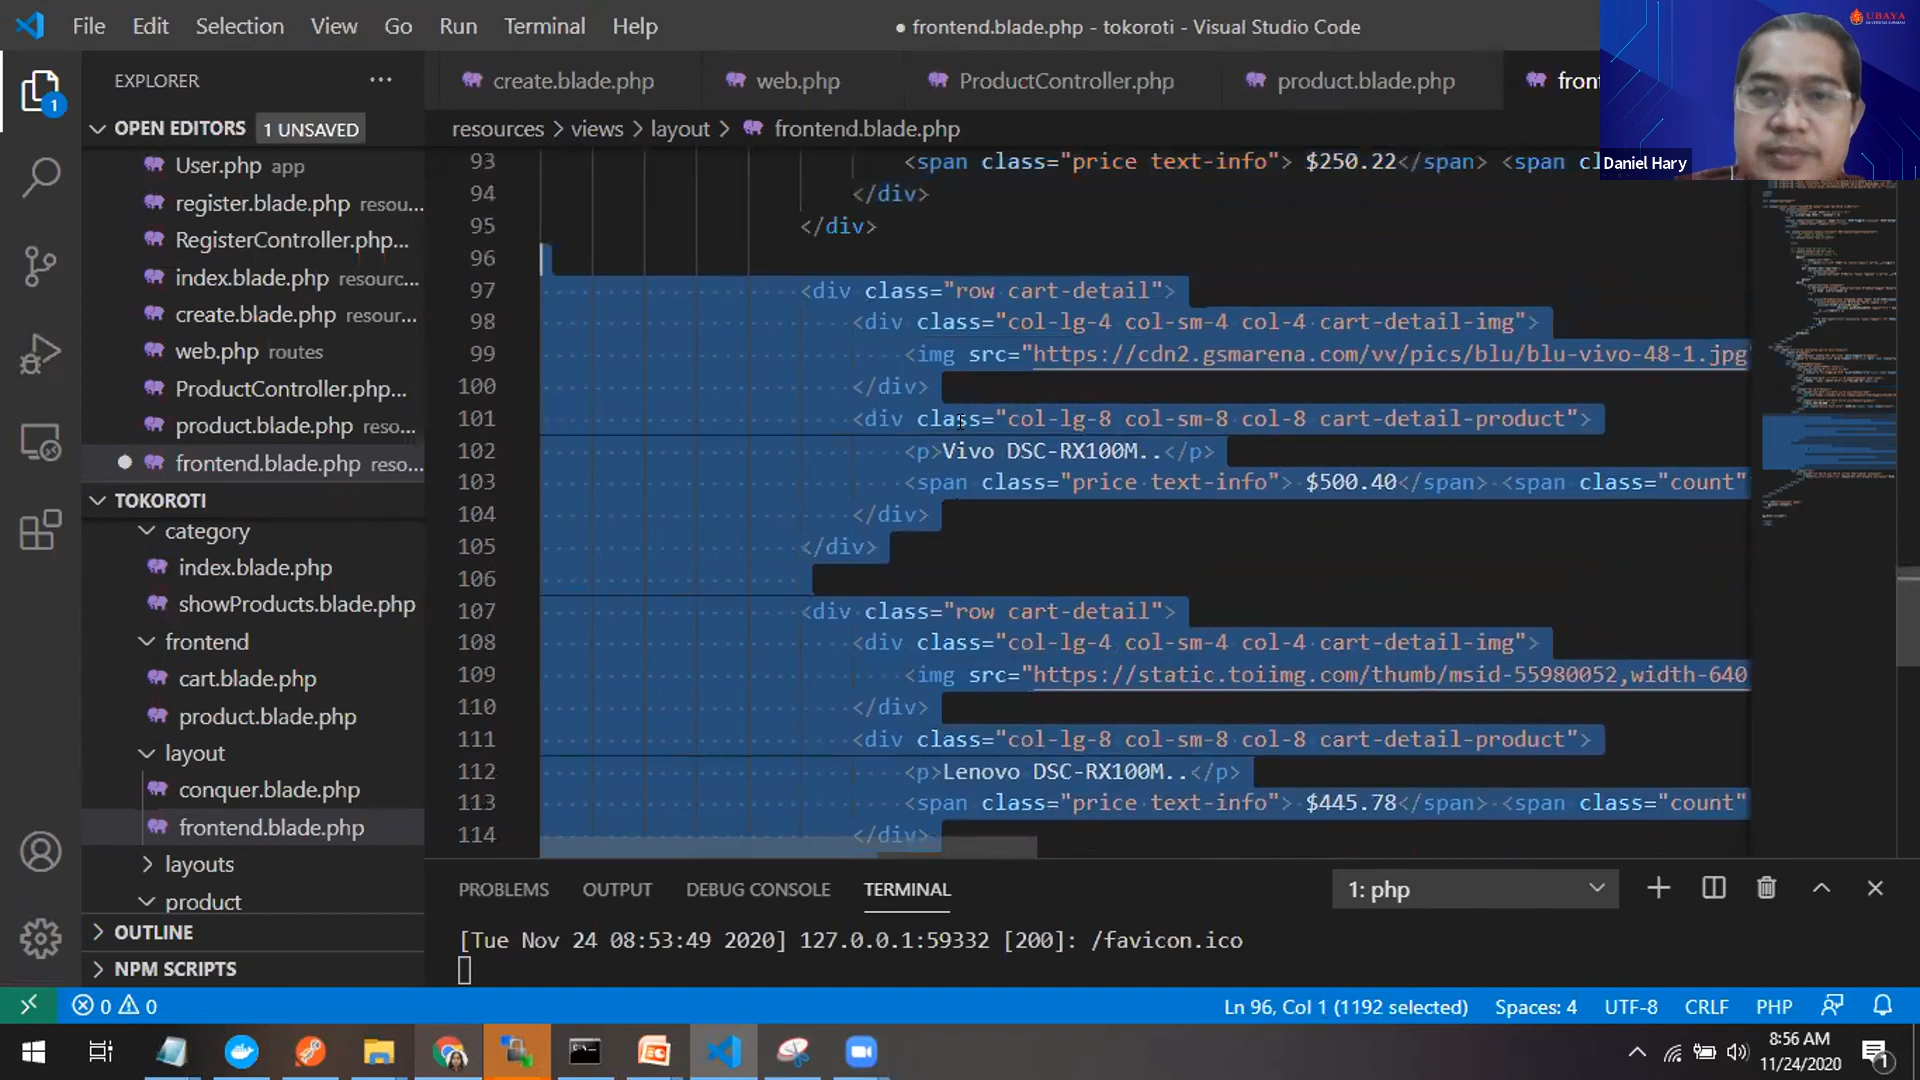 File Edit Selection View Go Run Terminal Help
● frontend.blade.php - tokoroti - Visual Studio Code
UBAYA
Daniel Hary
EXPLORER
OPEN EDITORS 1 UNSAVED
User.php app
register.blade.php resou...
RegisterController.php...
index.blade.php resourc...
create.blade.php resour...
web.php routes
ProductController.php...
product.blade.php reso...
frontend.blade.php reso...
TOKOROTI
category
index.blade.php
showProducts.blade.php
frontend
cart.blade.php
product.blade.php
layout
conquer.blade.php
frontend.blade.php
layouts
product
OUTLINE
NPM SCRIPTS
1
create.blade.php web.php ProductController.php product.blade.php fron
resources > views > layout > frontend.blade.php
93 <span class="price text-info"> $250.22</span> <span c
94 </div>
95 </div>
96
97 <div class="row cart-detail">
98 <div class="col-lg-4 col-sm-4 col-4 cart-detail-img">
99 <img src="https://cdn2.gsmarena.com/vv/pics/blu/blu-vivo-48-1.jpg
100 </div>
101 <div class="col-lg-8 col-sm-8 col-8 cart-detail-product">
102 <p>Vivo DSC-RX100M..</p>
103 <span class="price text-info"> $500.40</span> <span class="count"
104 </div>
105 </div>
106
107 <div class="row cart-detail">
108 <div class="col-lg-4 col-sm-4 col-4 cart-detail-img">
109 <img src="https://static.toiimg.com/thumb/msid-55980052,width-640
110 </div>
111 <div class="col-lg-8 col-sm-8 col-8 cart-detail-product">
112 <p>Lenovo DSC-RX100M..</p>
113 <span class="price text-info"> $445.78</span> <span class="count"
114 </div>
PROBLEMS OUTPUT DEBUG CONSOLE TERMINAL 1: php
[Tue Nov 24 08:53:49 2020] 127.0.0.1:59332 [200]: /favicon.ico
0 0 Ln 96, Col 1 (1192 selected) Spaces: 4 UTF-8 CRLF PHP
8:56 AM
11/24/2020
1